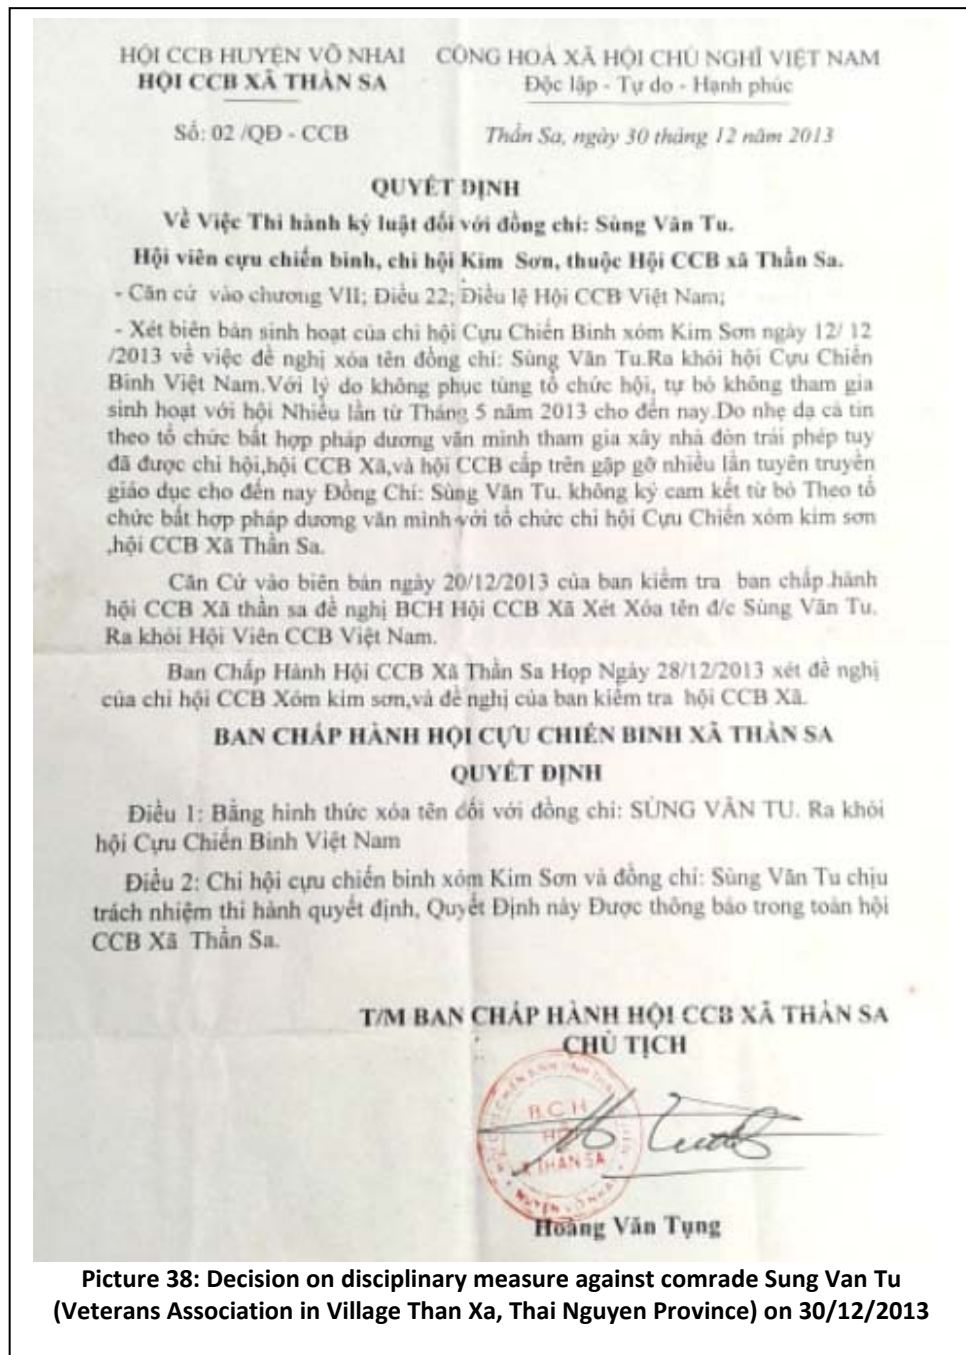 HỘI CCB HUYỆN VÕ NHAI
HỘI CCB XÃ THẦN SA
CỘNG HOÀ XÃ HỘI CHỦ NGHĨ VIỆT NAM
Độc lập - Tự do - Hạnh phúc
Số: 02 /QĐ - CCB
Thần Sa, ngày 30 tháng 12 năm 2013
QUYẾT ĐỊNH
Về Việc Thi hành kỷ luật đối với đồng chí: Sùng Văn Tu.
Hội viên cựu chiến binh, chi hội Kim Sơn, thuộc Hội CCB xã Thần Sa.
- Căn cứ vào chương VII; Điều 22; Điều lệ Hội CCB Việt Nam;
- Xét biên bản sinh hoạt của chi hội Cựu Chiến Binh xóm Kim Sơn ngày 12/ 12
/2013 về việc đề nghị xóa tên đồng chí: Sùng Văn Tu.Ra khỏi hội Cựu Chiến
Binh Việt Nam.Với lý do không phục tùng tổ chức hội, tự bỏ không tham gia
sinh hoạt với hội Nhiều lần từ Tháng 5 năm 2013 cho đến nay.Do nhẹ dạ cả tin
theo tổ chức bất hợp pháp dương văn mình tham gia xây nhà đòn trái phép tuy
đã được chi hội,hội CCB Xã,và hội CCB cấp trên gặp gỡ nhiều lần tuyên truyền
giáo dục cho đến nay Đồng Chí: Sùng Văn Tu. không ký cam kết từ bỏ Theo tổ
chức bất hợp pháp dương văn mình với tổ chức chi hội Cựu Chiến xóm kim sơn
,hội CCB Xã Thần Sa.
Căn Cứ vào biên bản ngày 20/12/2013 của ban kiểm tra ban chấp hành
hội CCB Xã thần sa đề nghị BCH Hội CCB Xã Xét Xóa tên đ/c Sùng Văn Tu.
Ra khỏi Hội Viên CCB Việt Nam.
Ban Chấp Hành Hội CCB Xã Thần Sa Họp Ngày 28/12/2013 xét đề nghị
của chi hội CCB Xóm kim sơn,và đề nghị của ban kiểm tra hội CCB Xã.
BAN CHẤP HÀNH HỘI CỰU CHIẾN BINH XÃ THẦN SA
QUYẾT ĐỊNH
Điều 1: Bằng hình thức xóa tên đối với đồng chí: SÙNG VĂN TU. Ra khỏi
hội Cựu Chiến Binh Việt Nam
Điều 2: Chi hội cựu chiến binh xóm Kim Sơn và đồng chí: Sùng Văn Tu chịu
trách nhiệm thi hành quyết định, Quyết Định này Được thông báo trong toàn hội
CCB Xã Thần Sa.
T/M BAN CHẤP HÀNH HỘI CCB XÃ THẦN SA
CHỦ TỊCH
B.C.H
HỘI
X THẦN SA
Hoàng Văn Tụng
Picture 38: Decision on disciplinary measure against comrade Sung Van Tu
(Veterans Association in Village Than Xa, Thai Nguyen Province) on 30/12/2013